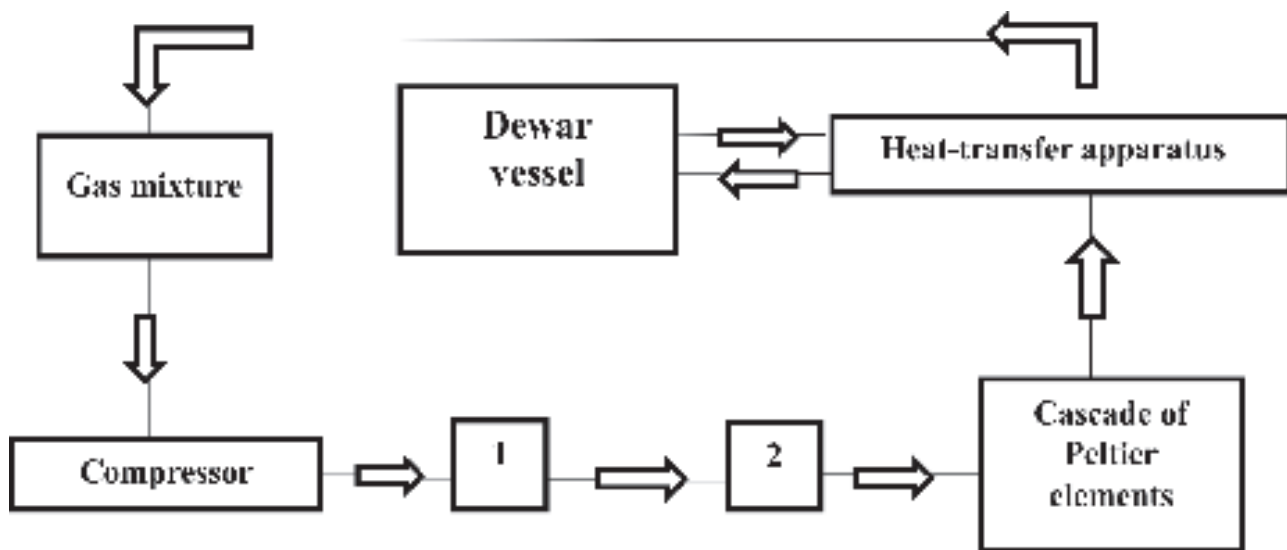 Dewar
vessel
Heat-transfer apparatus
Gas mixture
Compressor
1
2
Cascade of
Peltier
elements